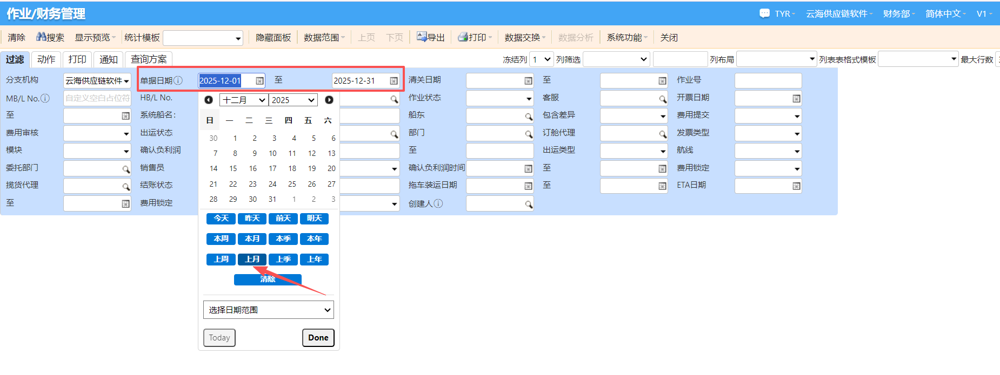 作业/财务管理 TYR 云海供应链软件 财务部 简体中文 V1
清除 搜索 显示预览 统计模板 隐藏面板 数据范围 上页 下页 导出 打印 数据交换 数据分析 系统功能 关闭
过滤 动作 打印 通知 查询方案 冻结列 1 列筛选 列布局 列表表格式模板 最大行数
分支机构 云海供应链软件 单据日期 2025-12-01 至 2025-12-31 清关日期 至 作业号
MB/L No. 自定义空白占位符 HB/L No. 作业状态 客服 开票日期
至 系统船名: 船东 包含差异 费用提交
费用审核 出运状态 部门 订舱代理 发票类型
模块 确认负利润 至 出运类型 航线
委托部门 销售员 确认负利润时间 至 费用锁定
揽货代理 结账状态 拖车装运日期 至 ETA日期
至 费用锁定 创建人
十二月 2025
日 一 二 三 四 五 六
30 1 2 3 4 5 6
7 8 9 10 11 12 13
14 15 16 17 18 19 20
21 22 23 24 25 26 27
28 29 30 31 1 2 3
今天 昨天 前天 明天
本周 本月 本季 本年
上周 上月 上季 上年
清除
选择日期范围
Today Done